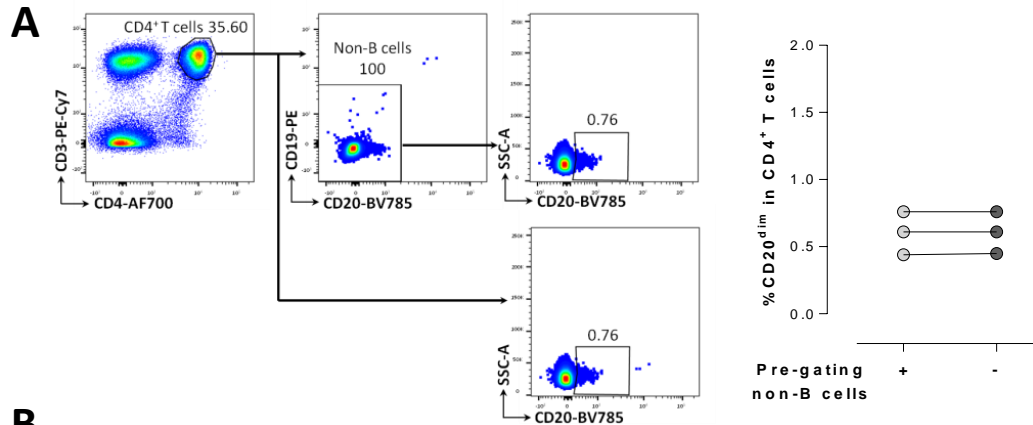 A
CD4⁺ T cells 35.60
CD3-PE-Cy7
CD4-AF700
Non-B cells
100
CD19-PE
CD20-BV785
0.76
SSC-A
CD20-BV785
0.76
SSC-A
CD20-BV785
%CD20ᵈⁱᵐ in CD4⁺ T cells
2.0
1.5
1.0
0.5
0.0
Pre-gating + -
non-B cells
B